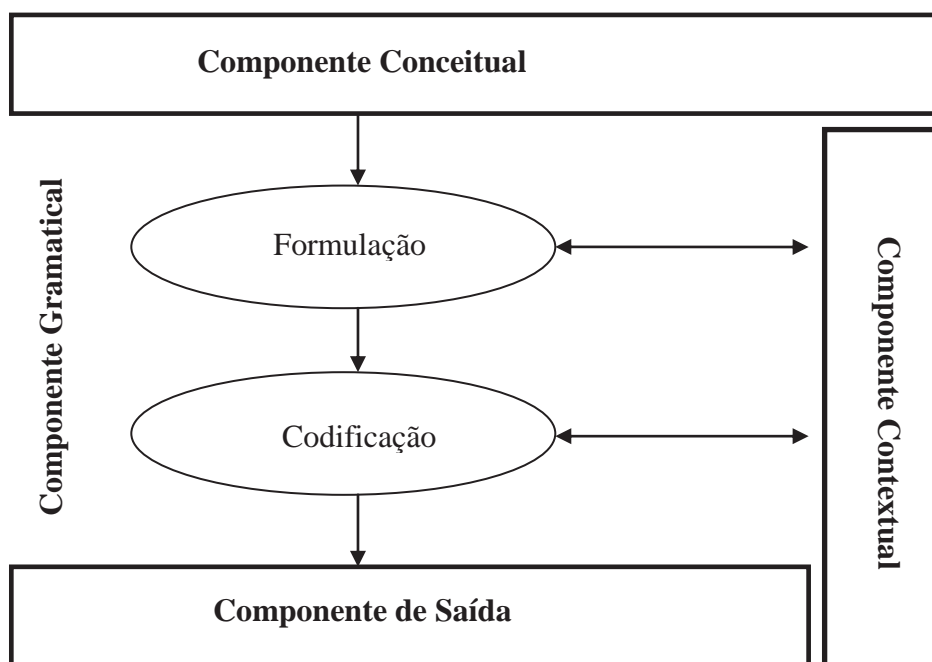 Componente Conceitual
Componente Gramatical
Formulação
Codificação
Componente Contextual
Componente de Saída